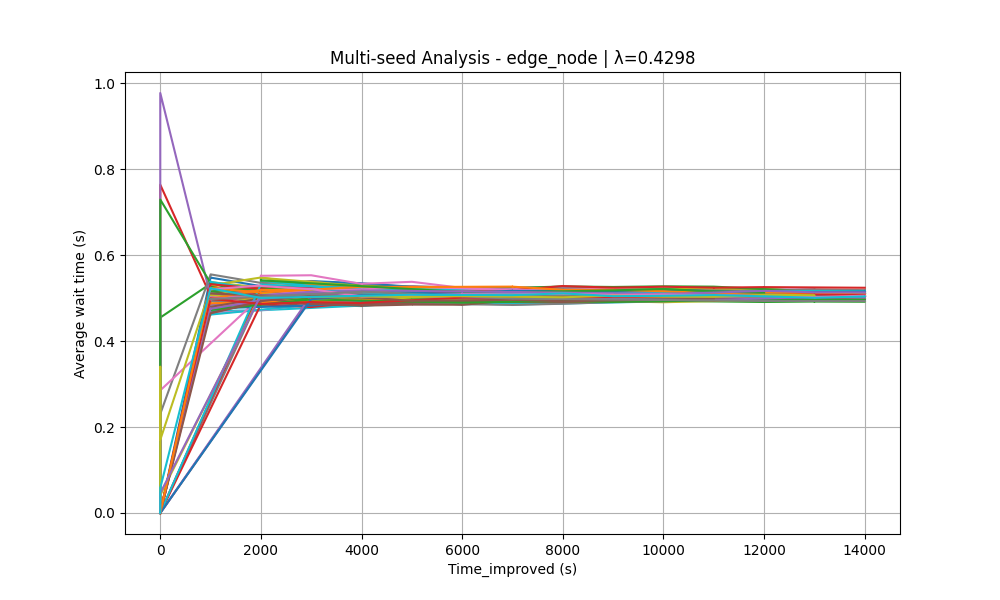 Multi-seed Analysis - edge_node | λ=0.4298
1.0
0.8
0.6
0.4
0.2
0.0
Average wait time (s)
0 2000 4000 6000 8000 10000 12000 14000
Time_improved (s)